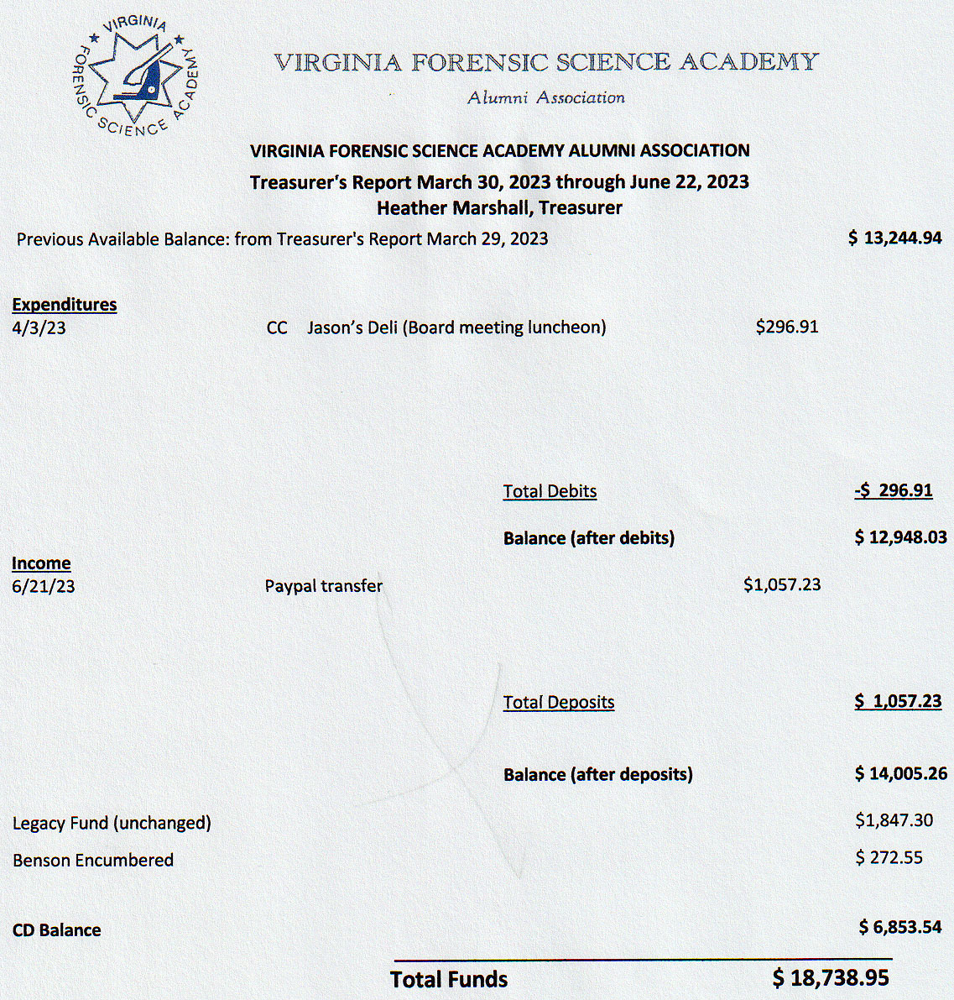 VIRGINIA
FORENSIC SCIENCE ACADEMY
VIRGINIA FORENSIC SCIENCE ACADEMY
Alumni Association
VIRGINIA FORENSIC SCIENCE ACADEMY ALUMNI ASSOCIATION
Treasurer's Report March 30, 2023 through June 22, 2023
Heather Marshall, Treasurer
Previous Available Balance: from Treasurer's Report March 29, 2023 $ 13,244.94
Expenditures
4/3/23 CC Jason's Deli (Board meeting luncheon) $296.91
Total Debits -$ 296.91
Balance (after debits) $ 12,948.03
Income
6/21/23 Paypal transfer $1,057.23
Total Deposits $ 1,057.23
Balance (after deposits) $ 14,005.26
Legacy Fund (unchanged) $1,847.30
Benson Encumbered $ 272.55
CD Balance $ 6,853.54
Total Funds $ 18,738.95